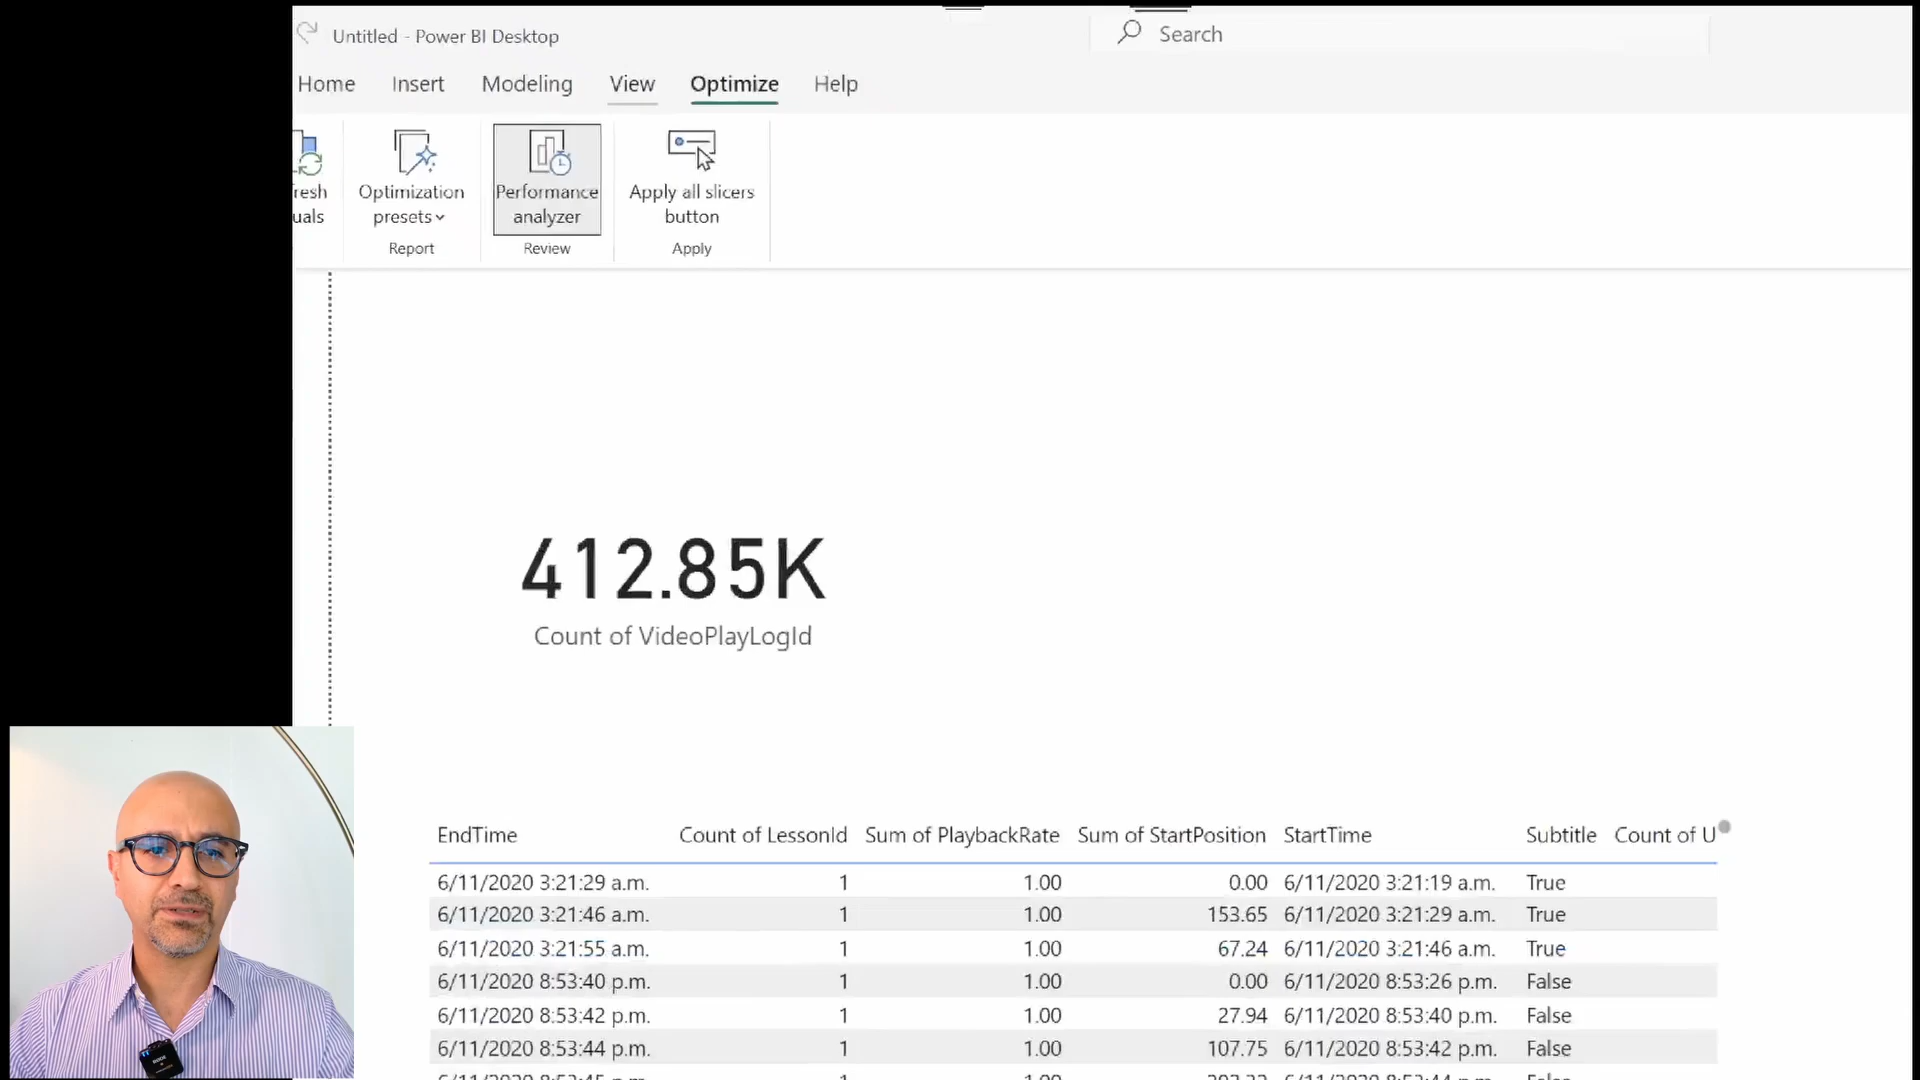 Untitled - Power BI Desktop
Search
Home Insert Modeling View Optimize Help
resh
uals
Optimization
presets
Report
Performance
analyzer
Review
Apply all slicers
button
Apply
412.85K
Count of VideoPlayLogId
EndTime Count of LessonId Sum of PlaybackRate Sum of StartPosition StartTime Subtitle Count of U
6/11/2020 3:21:29 a.m. 1 1.00 0.00 6/11/2020 3:21:19 a.m. True
6/11/2020 3:21:46 a.m. 1 1.00 153.65 6/11/2020 3:21:29 a.m. True
6/11/2020 3:21:55 a.m. 1 1.00 67.24 6/11/2020 3:21:46 a.m. True
6/11/2020 8:53:40 p.m. 1 1.00 0.00 6/11/2020 8:53:26 p.m. False
6/11/2020 8:53:42 p.m. 1 1.00 27.94 6/11/2020 8:53:40 p.m. False
6/11/2020 8:53:44 p.m. 1 1.00 107.75 6/11/2020 8:53:42 p.m. False